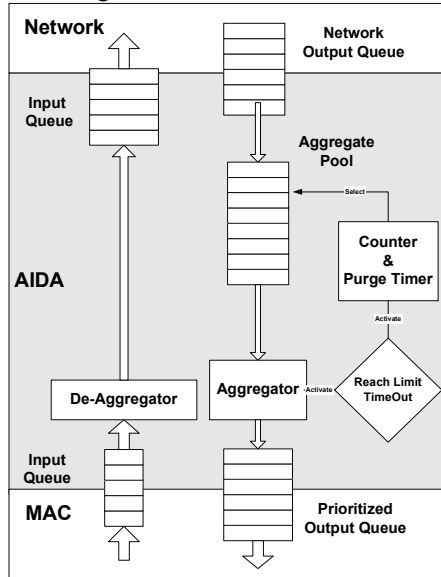 Network
Network
Output Queue
Input
Queue
Aggregate
Pool
Select
Counter
&
Purge Timer
AIDA
Activate
Reach Limit
TimeOut
Activate
Aggregator
De-Aggregator
Input
Queue
MAC
Prioritized
Output Queue